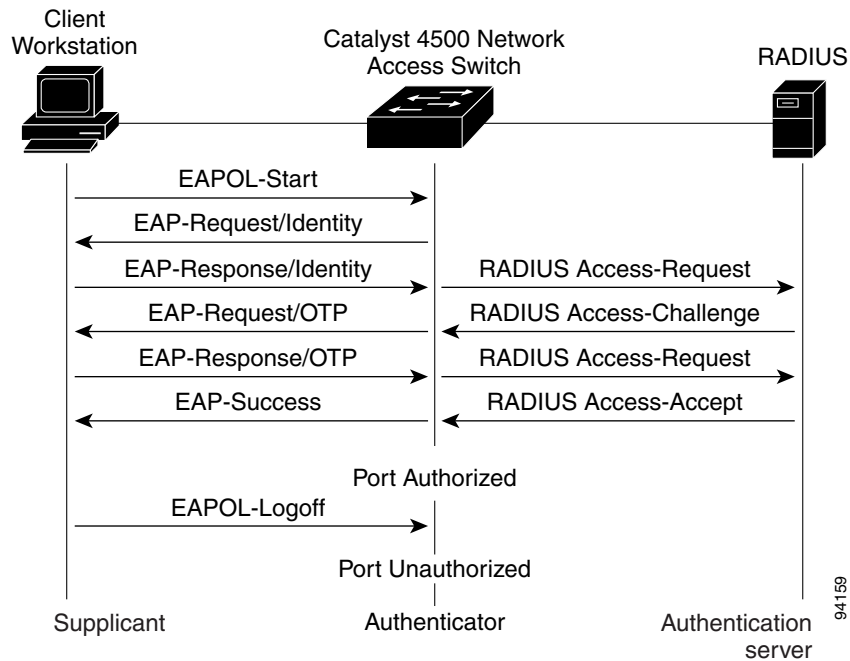 Client
Workstation
Catalyst 4500 Network
Access Switch
RADIUS
EAPOL-Start
EAP-Request/Identity
EAP-Response/Identity
RADIUS Access-Request
EAP-Request/OTP
RADIUS Access-Challenge
EAP-Response/OTP
RADIUS Access-Request
EAP-Success
RADIUS Access-Accept
Port Authorized
EAPOL-Logoff
Port Unauthorized
Supplicant
Authenticator
Authentication
server
94159